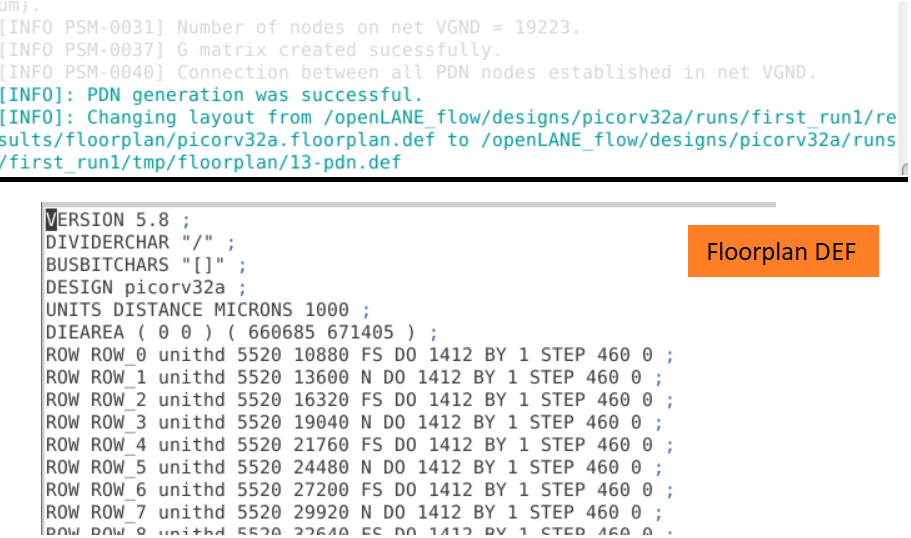 um).
[INFO PSM-0031] Number of nodes on net VGND = 19223.
[INFO PSM-0037] G matrix created sucessfully.
[INFO PSM-0040] Connection between all PDN nodes established in net VGND.
[INFO]: PDN generation was successful.
[INFO]: Changing layout from /openLANE_flow/designs/picorv32a/runs/first_run1/re
sults/floorplan/picorv32a.floorplan.def to /openLANE_flow/designs/picorv32a/runs
/first_run1/tmp/floorplan/13-pdn.def
VERSION 5.8 ;
DIVIDERCHAR "/" ;
BUSBITCHARS "[]" ;
DESIGN picorv32a ;
UNITS DISTANCE MICRONS 1000 ;
DIEAREA ( 0 0 ) ( 660685 671405 ) ;
ROW ROW_0 unithd 5520 10880 FS DO 1412 BY 1 STEP 460 0 ;
ROW ROW_1 unithd 5520 13600 N DO 1412 BY 1 STEP 460 0 ;
ROW ROW_2 unithd 5520 16320 FS DO 1412 BY 1 STEP 460 0 ;
ROW ROW_3 unithd 5520 19040 N DO 1412 BY 1 STEP 460 0 ;
ROW ROW_4 unithd 5520 21760 FS DO 1412 BY 1 STEP 460 0 ;
ROW ROW_5 unithd 5520 24480 N DO 1412 BY 1 STEP 460 0 ;
ROW ROW_6 unithd 5520 27200 FS DO 1412 BY 1 STEP 460 0 ;
ROW ROW_7 unithd 5520 29920 N DO 1412 BY 1 STEP 460 0 ;
ROW ROW_8 unithd 5520 32640 FS DO 1412 BY 1 STEP 460 0 ;
Floorplan DEF